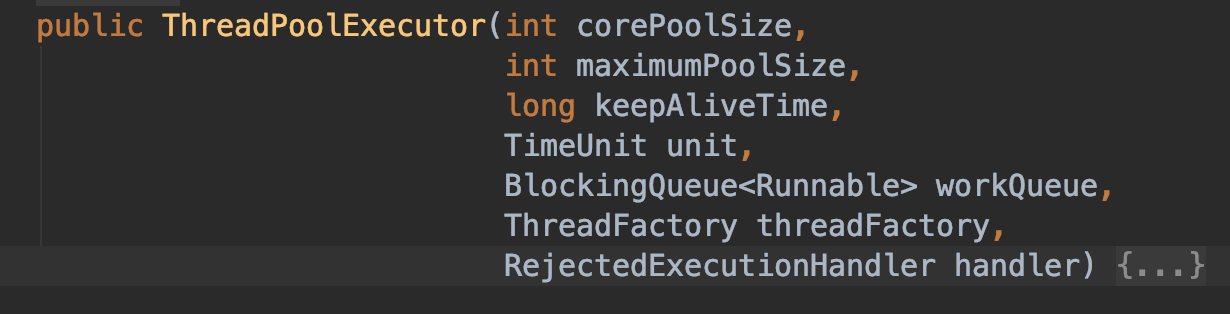 public ThreadPoolExecutor(int corePoolSize,
int maximumPoolSize,
long keepAliveTime,
TimeUnit unit,
BlockingQueue<Runnable> workQueue,
ThreadFactory threadFactory,
RejectedExecutionHandler handler) {...}